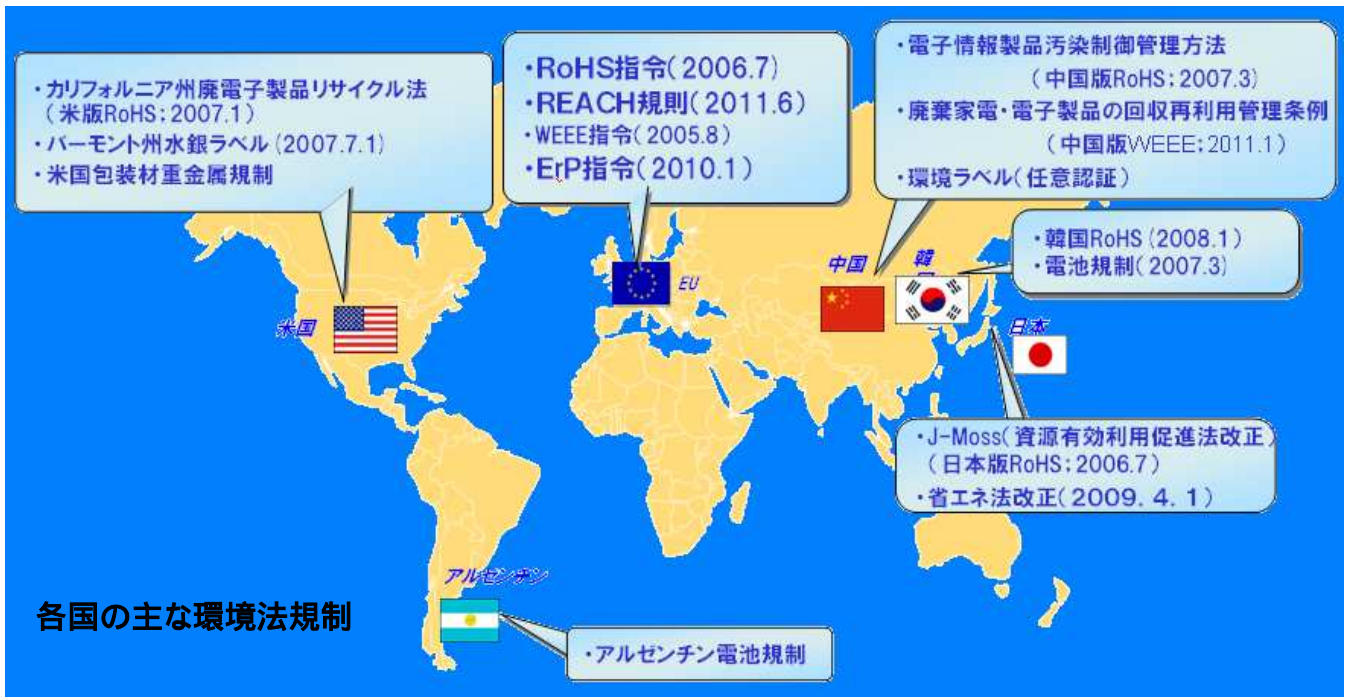 ・カリフォルニア州廃電子製品リサイクル法
（米版RoHS；2007.1）
・バーモント州水銀ラベル（2007.7.1）
・米国包装材重金属規制
・RoHS指令（2006.7）
・REACH規則（2011.6）
・WEEE指令（2005.8）
・ErP指令（2010.1）
・電子情報製品汚染制御管理方法
（中国版RoHS；2007.3）
・廃棄家電・電子製品の回収再利用管理条例
（中国版WEEE；2011.1）
・環境ラベル（任意認証）
・韓国RoHS（2008.1）
・電池規制（2007.3）
中国
韓
EU
米国
日本
・J-Moss（資源有効利用促進法改正）
（日本版RoHS；2006.7）
・省エネ法改正（2009．4．1）
アルゼンチン
各国の主な環境法規制
・アルゼンチン電池規制